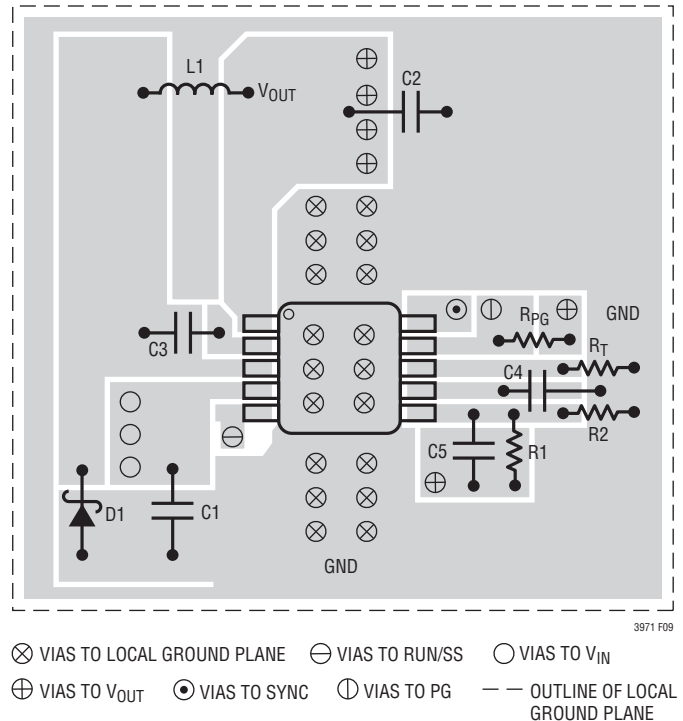 L1
VOUT
C2
C3
RPG
GND
RT
C4
C5
R1
R2
D1
C1
GND
3971 F09
VIAS TO LOCAL GROUND PLANE
VIAS TO RUN/SS
VIAS TO VIN
VIAS TO VOUT
VIAS TO SYNC
VIAS TO PG
OUTLINE OF LOCAL
GROUND PLANE